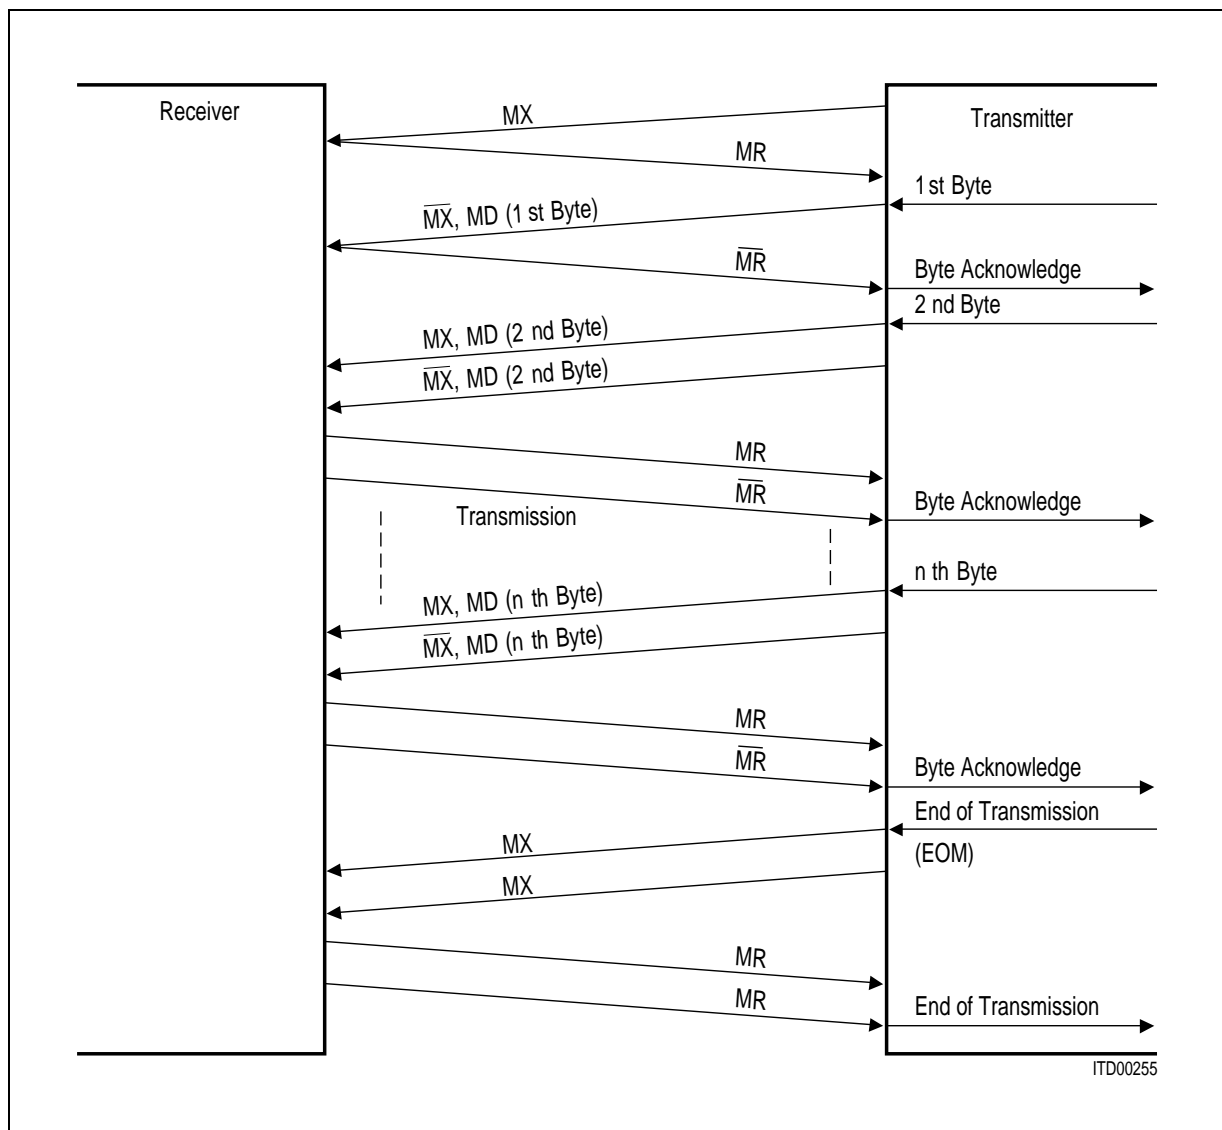 Receiver
Transmitter
MX
MR
1 st Byte
M̅X̅, MD (1 st Byte)
M̅R̅
Byte Acknowledge
2 nd Byte
MX, MD (2 nd Byte)
M̅X̅, MD (2 nd Byte)
MR
M̅R̅
Byte Acknowledge
Transmission
n th Byte
MX, MD (n th Byte)
M̅X̅, MD (n th Byte)
MR
M̅R̅
Byte Acknowledge
End of Transmission
(EOM)
MX
MX
MR
MR
End of Transmission
ITD00255